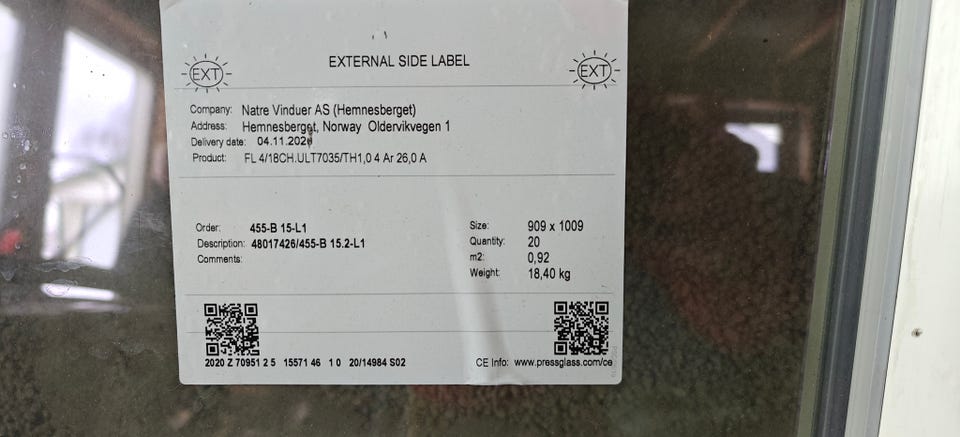 EXTERNAL SIDE LABEL
EXT EXT
Company: Natre Vinduer AS (Hemnesberget)
Address: Hemnesberget, Norway Oldervikvegen 1
Delivery date: 04.11.2020
Product: FL 4/18CH.ULT7035/TH1,0 4 Ar 26,0 A
Order: 455-B 15-L1 Size: 909 x 1009
Description: 48017426/455-B 15.2-L1 Quantity: 20
Comments: m2: 0,92
Weight: 18,40 kg
2020 Z 70951 2 5 15571 46 1 0 20/14984 S02 CE Info: www.pressglass.com/ce